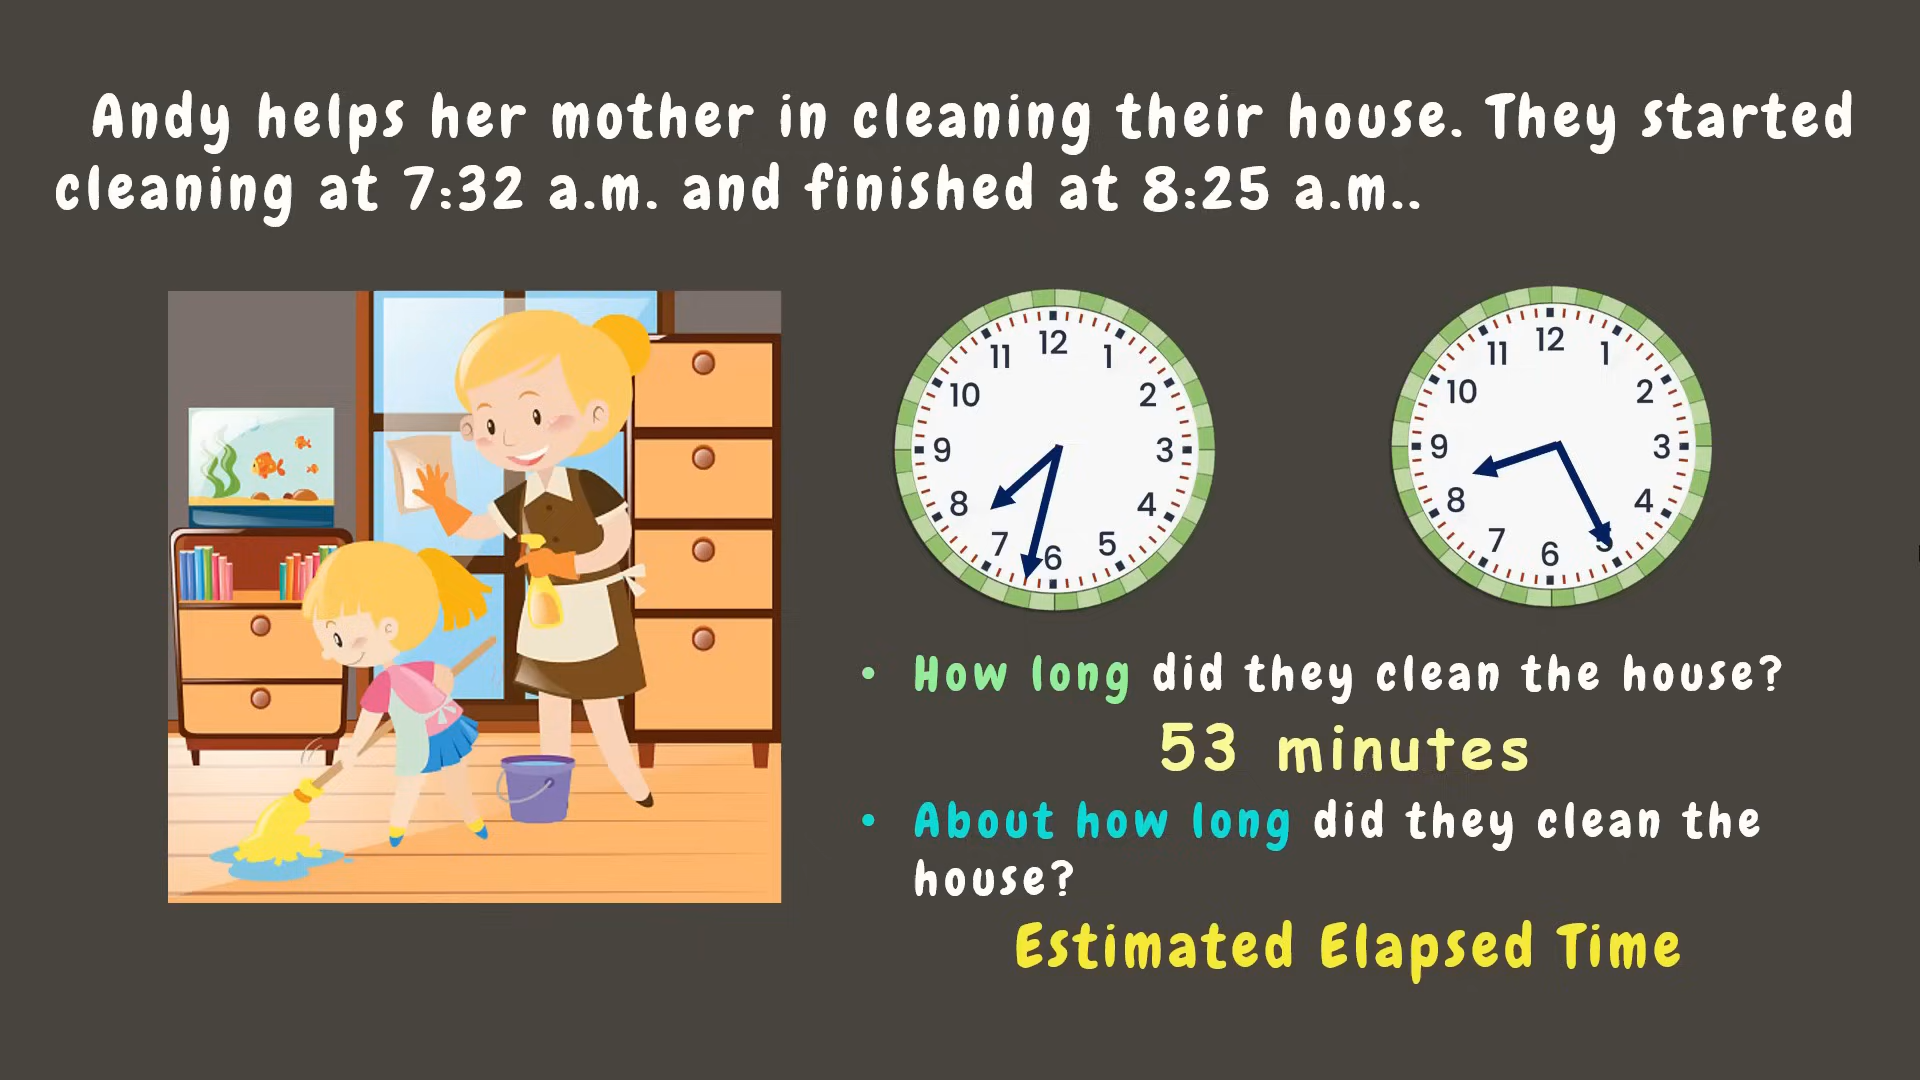 Andy helps her mother in cleaning their house. They started
cleaning at 7:32 a.m. and finished at 8:25 a.m..
12
11 1
10 2
9 3
8 4
7 5
6
12
11 1
10 2
9 3
8 4
7 5
6
• How long did they clean the house?
53 minutes
• About how long did they clean the
house?
Estimated Elapsed Time